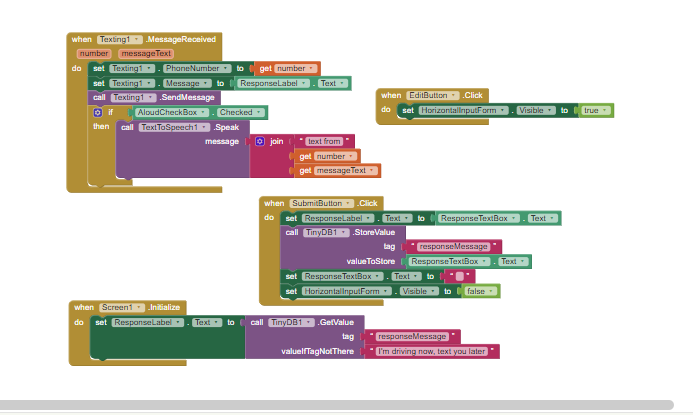 when Texting1 .MessageReceived
number messageText
do set Texting1 . PhoneNumber to get number
set Texting1 . Message to ResponseLabel . Text
call Texting1 .SendMessage
if AloudCheckBox . Checked
then call TextToSpeech1 .Speak
message join " text from "
get number
get messageText
when EditButton .Click
do set HorizontalInputForm . Visible to true
when SubmitButton .Click
do set ResponseLabel . Text to ResponseTextBox . Text
call TinyDB1 .StoreValue
tag " responseMessage "
valueToStore ResponseTextBox . Text
set ResponseTextBox . Text to " "
set HorizontalInputForm . Visible to false
when Screen1 .Initialize
do set ResponseLabel . Text to call TinyDB1 .GetValue
tag " responseMessage "
valueIfTagNotThere " I'm driving now, text you later "